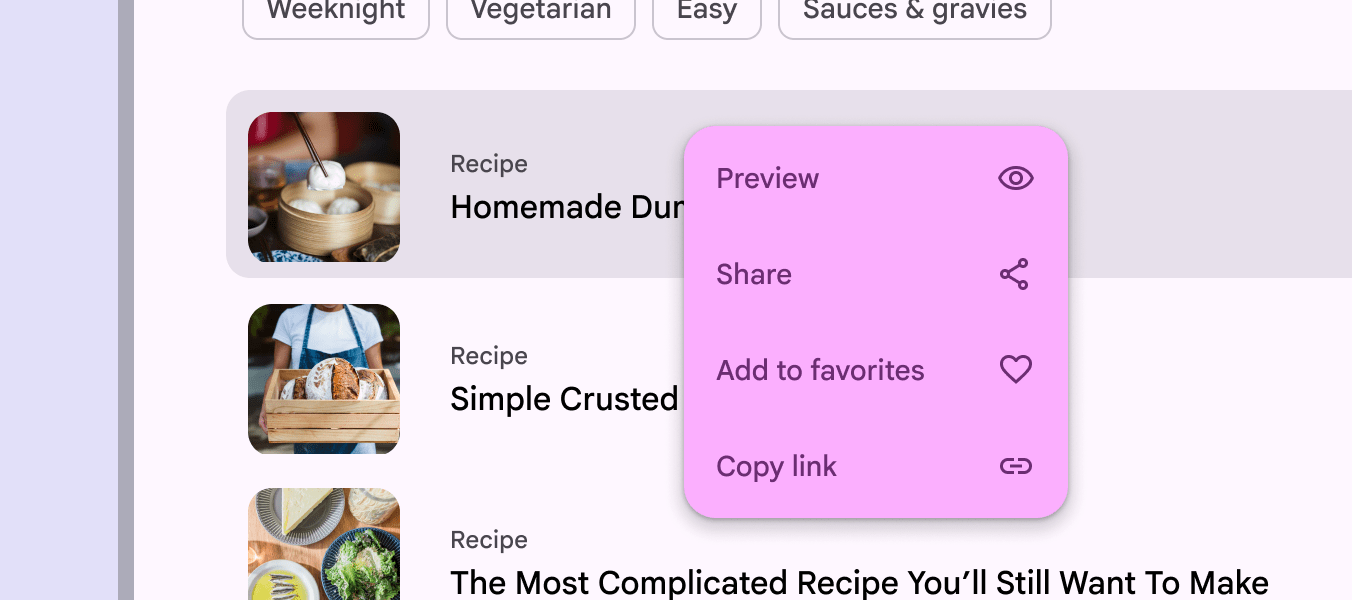 Weeknight
Vegetarian
Easy
Sauces & gravies
Recipe
Homemade
Preview
Share
Recipe
Simple Crusted
Add to favorites
Copy link
Recipe
The Most Complicated Recipe You’ll Still Want To Make